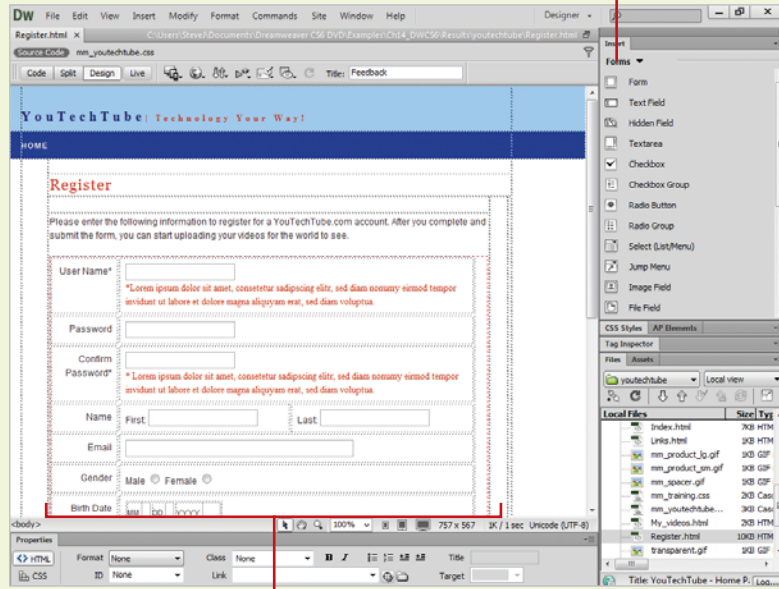 DW File Edit View Insert Modify Format Commands Site Window Help Designer
Register.html × C:\Users\SteveJ\Documents\Dreamweaver CS6 DVD\Examples\Ch14_DWCS6\Results\youtechtube\Register.html
Source Code mm_youtechtube.css
Code Split Design Live Title: Feedback
YouTechTube| Technology Your Way!
HOME
Register
Please enter the following information to register for a YouTechTube.com account. After you complete and
submit the form, you can start uploading your videos for the world to see.
User Name*
*Lorem ipsum dolor sit amet, consetetur sadipscing elitr, sed diam nonumy eirmod tempor
invidunt ut labore et dolore magna aliquyam erat, sed diam voluptua.
Password
Confirm
Password*
* Lorem ipsum dolor sit amet, consetetur sadipscing elitr, sed diam nonumy eirmod tempor
invidunt ut labore et dolore magna aliquyam erat, sed diam voluptua.
Name First Last
Email
Gender Male Female
Birth Date MM DD YYYY
<body> 100% 757 x 567 1K / 1 sec Unicode (UTF-8)
Properties
<> HTML Format None Class None B I Title
CSS ID None Link Target
Insert
Forms
Form
Text Field
Hidden Field
Textarea
Checkbox
Checkbox Group
Radio Button
Radio Group
Select (List/Menu)
Jump Menu
Image Field
File Field
CSS Styles AP Elements
Tag Inspector
Files Assets
youtechtube Local view
Local Files Size Typ
Index.html 7KB HTM
Links.html 1KB HTM
mm_product_lg.gif 1KB GIF
mm_product_sm.gif 1KB GIF
mm_spacer.gif 1KB GIF
mm_training.css 2KB Casc
mm_youtechtube... 3KB Casc
My_videos.html 2KB HTM
Register.html 10KB HTM
transparent.gif 1KB GIF
Title: YouTechTube - Home P. Log...